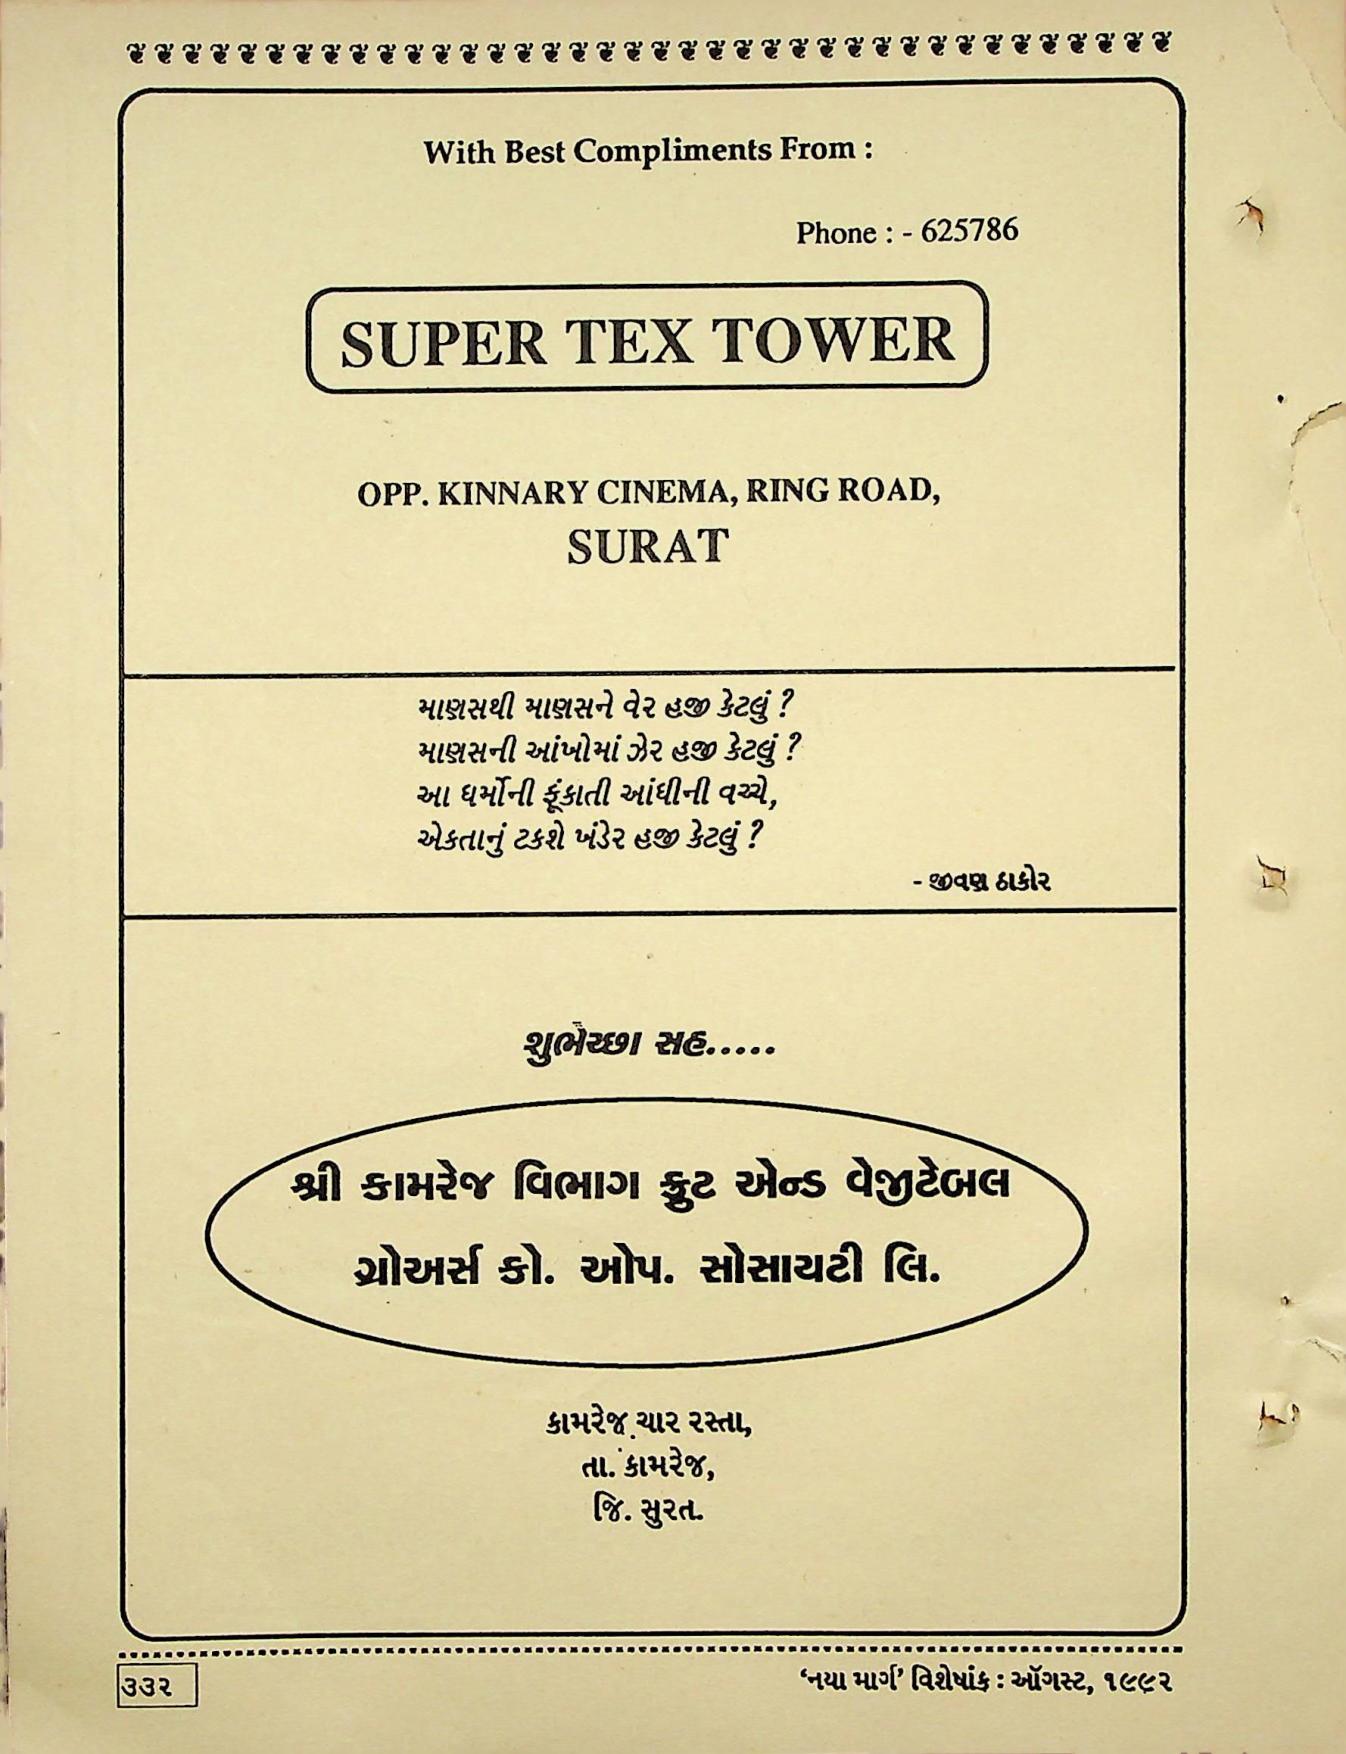 With Best Compliments From :
Phone : - 625786
SUPER TEX TOWER
OPP. KINNARY CINEMA, RING ROAD,
SURAT
માણસથી માણસને વેર હજી કેટલું ?
માણસની આંખોમાં ઝેર હજી કેટલું ?
આ ધર્મોની ફૂંકાતી આંધીની વચ્ચે,
એકતાનું ટકશે ખંડેર હજી કેટલું ?
- જીવણ ઠાકોર
શુભેચ્છા સહ.....
શ્રી કામરેજ વિભાગ ફ્રુટ એન્ડ વેજીટેબલ
ગ્રોઅર્સ કો. ઓપ. સોસાયટી લિ.
કામરેજ ચાર રસ્તા,
તા. કામરેજ,
જિ. સુરત.
૩૩૨
‘નયા માર્ગ’ વિશેષાંક : ઑગસ્ટ, ૧૯૯૨